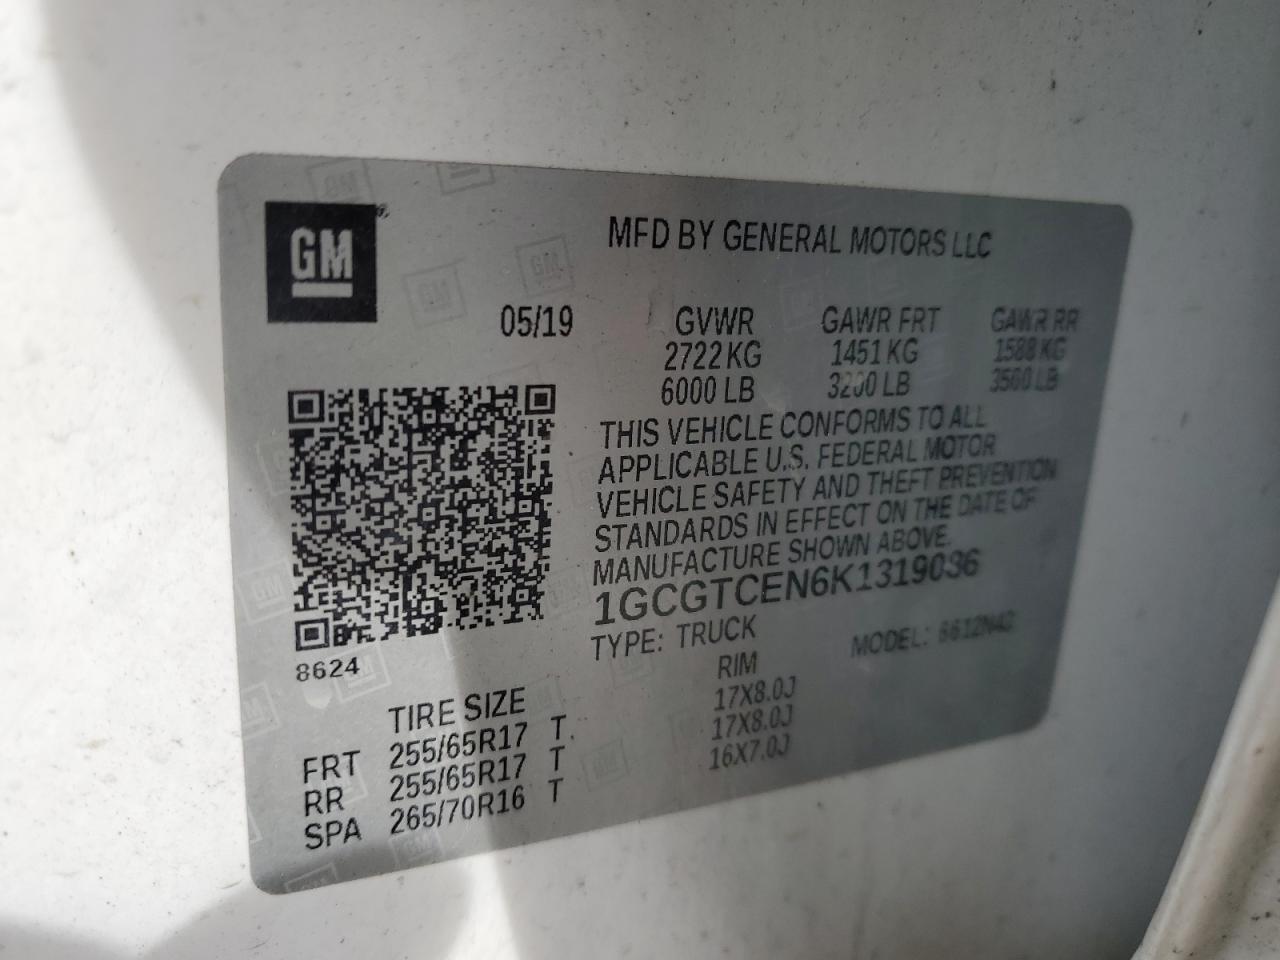 GM
MFD BY GENERAL MOTORS LLC
05/19 GVWR GAWR FRT GAWR RR
2722 KG 1451 KG 1588 KG
6000 LB 3200 LB 3500 LB
THIS VEHICLE CONFORMS TO ALL
APPLICABLE U.S. FEDERAL MOTOR
VEHICLE SAFETY AND THEFT PREVENTION
STANDARDS IN EFFECT ON THE DATE OF
MANUFACTURE SHOWN ABOVE.
1GCGTCEN6K1319036
TYPE: TRUCK MODEL:
8624
TIRE SIZE RIM
FRT 255/65R17 T 17X8.0J
RR 255/65R17 T 17X8.0J
SPA 265/70R16 T 16X7.0J